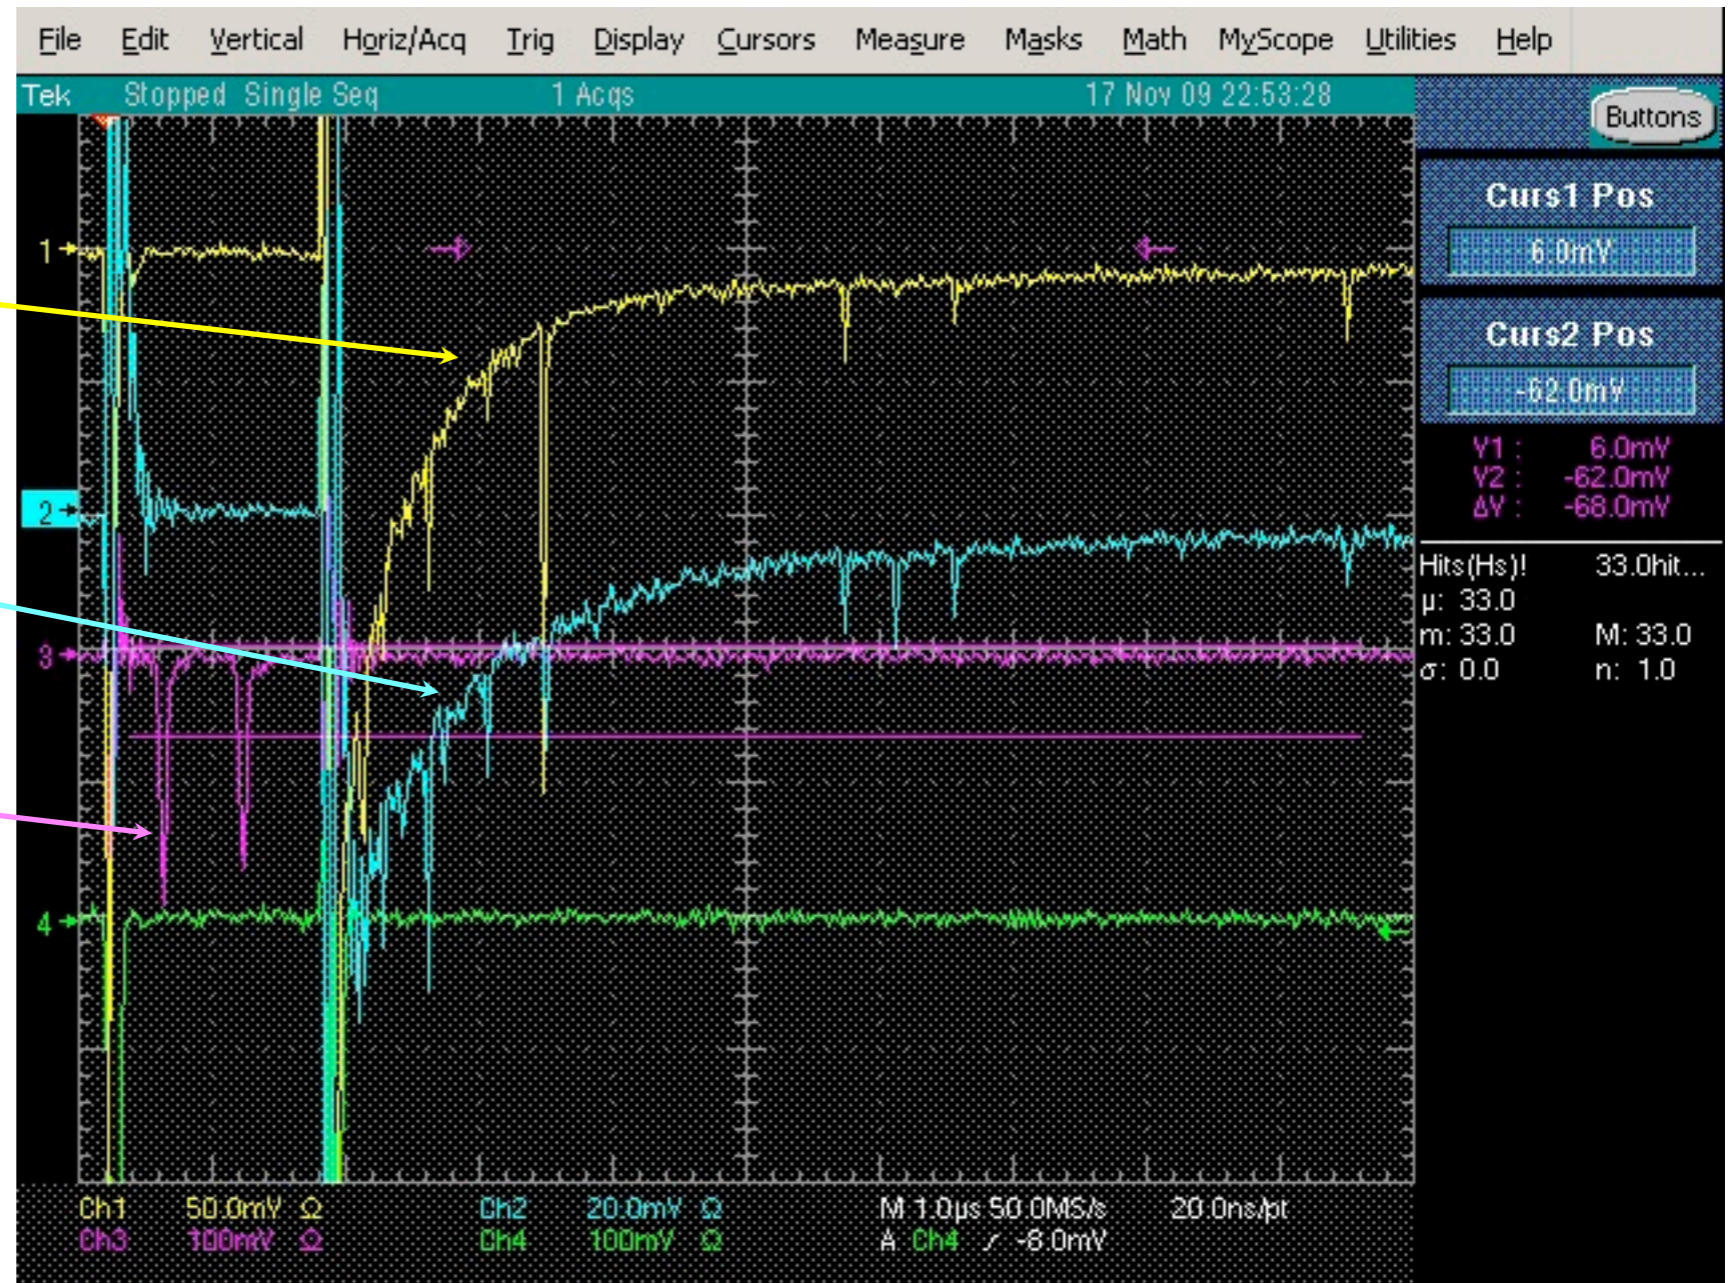 File Edit Vertical Horiz/Acq Trig Display Cursors Measure Masks Math MyScope Utilities Help
Tek Stopped Single Seq 1 Acqs 17 Nov 09 22:53:28
Buttons
Curs1 Pos
6.0mV
Curs2 Pos
-62.0mV
V1 : 6.0mV
V2 : -62.0mV
ΔV : -68.0mV
Hits(Hs)! 33.0hit...
µ: 33.0
m: 33.0 M: 33.0
σ: 0.0 n: 1.0
1
2
3
4
Ch1 50.0mV Ω Ch2 20.0mV Ω M 1.0µs 50.0MS/s 20.0ns/pt
Ch3 100mV Ω Ch4 100mV Ω A Ch4 ∕ -8.0mV